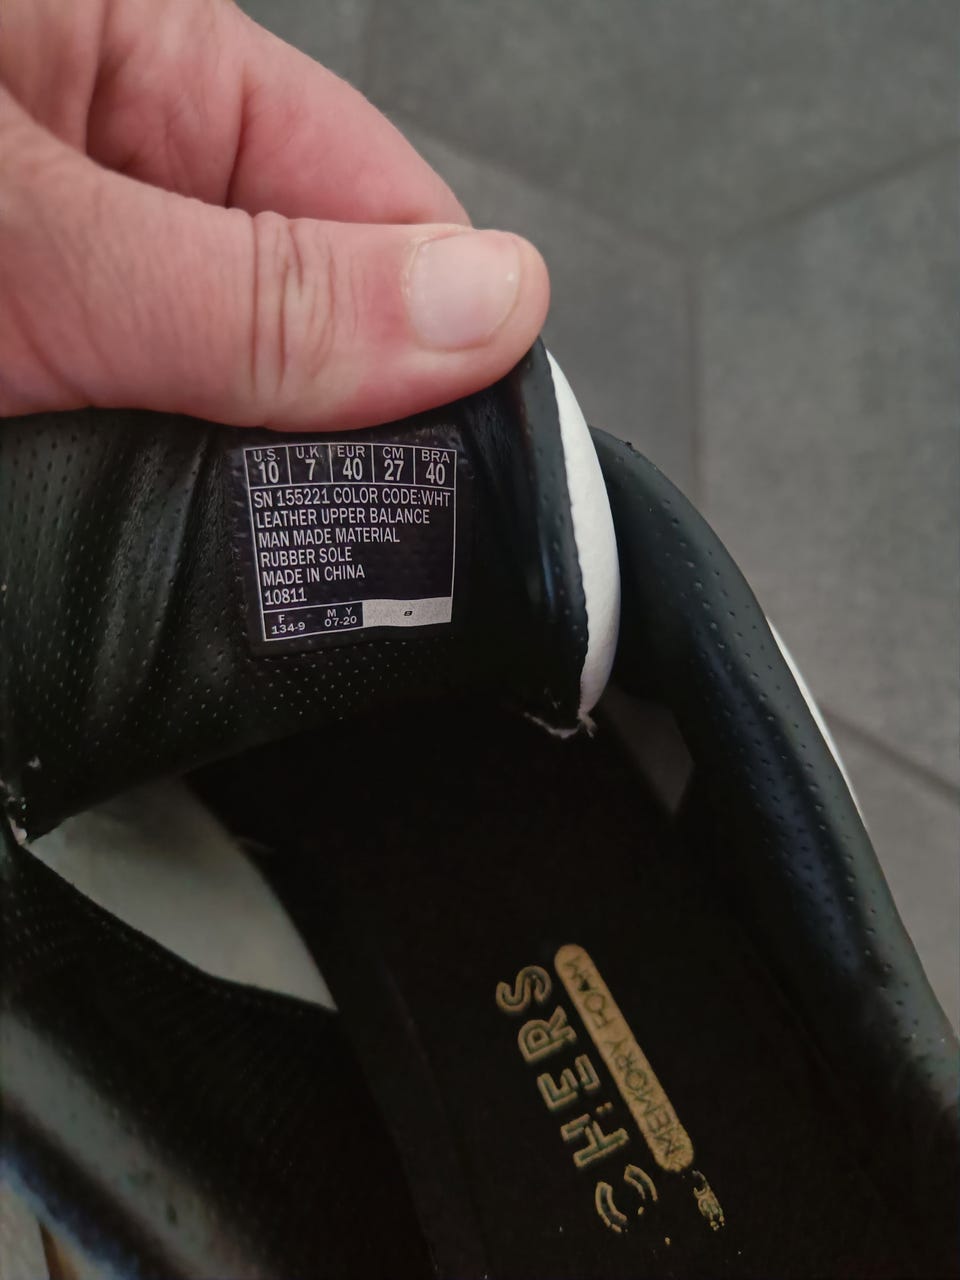 U.S. U.K. EUR CM BRA
10 7 40 27 40
SN 155221 COLOR CODE:WHT
LEATHER UPPER BALANCE
MAN MADE MATERIAL
RUBBER SOLE
MADE IN CHINA
10811
F M Y
134-9 07-20
HERS
MEMORY FOAM